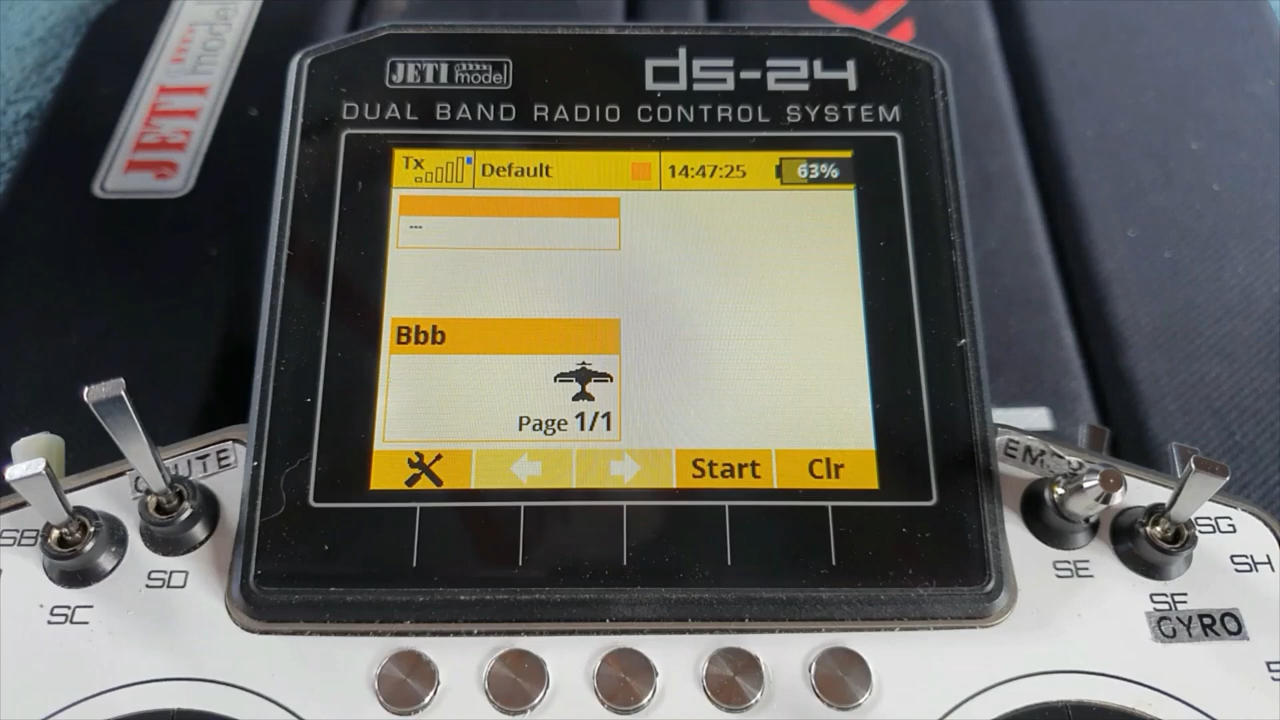 JETI model
JETI model
ds-24
DUAL BAND RADIO CONTROL SYSTEM
Tx
Default
14:47:25
63%
---
Bbb
Page 1/1
Start
Clr
SB
SC
SD
SE
SF
SG
SH
GYRO